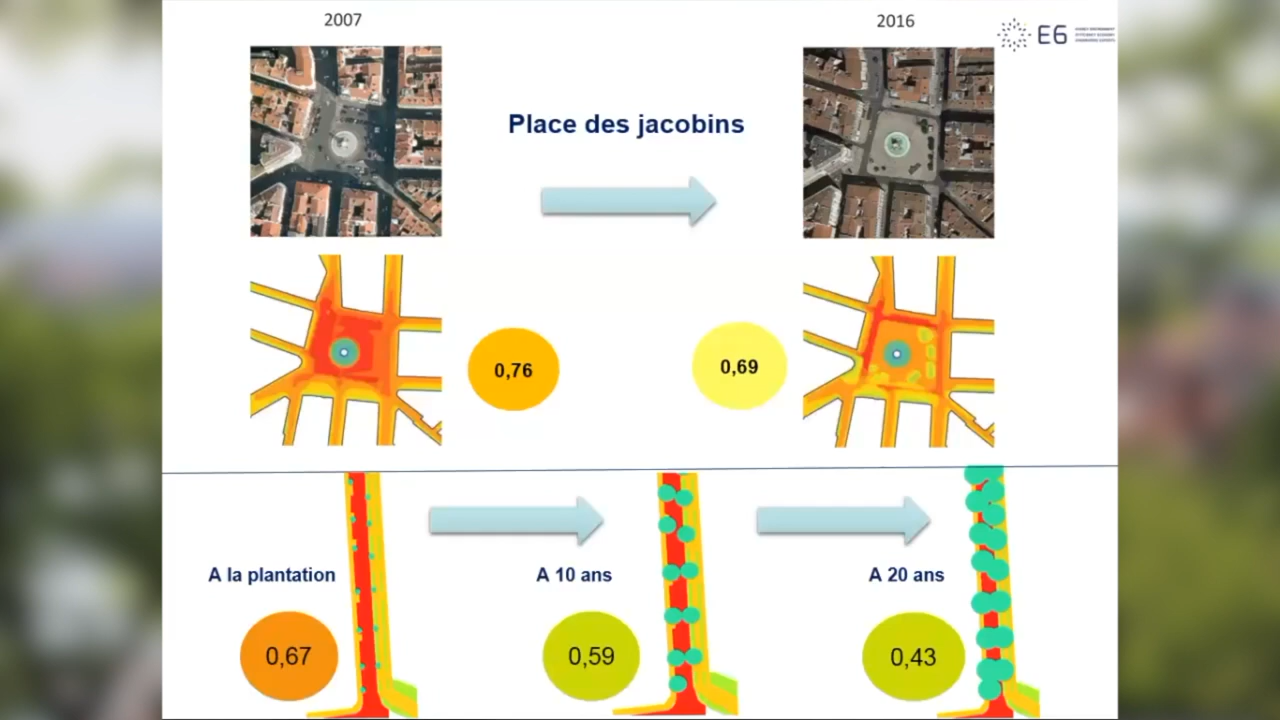 2007
2016
E6
Place des jacobins
0,76
0,69
A la plantation
A 10 ans
A 20 ans
0,67
0,59
0,43